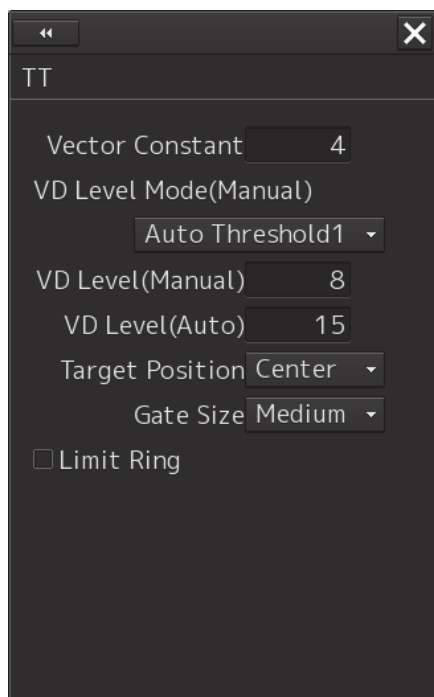 TT
Vector Constant 4
VD Level Mode(Manual)
Auto Threshold1
VD Level(Manual) 8
VD Level(Auto) 15
Target Position Center
Gate Size Medium
Limit Ring